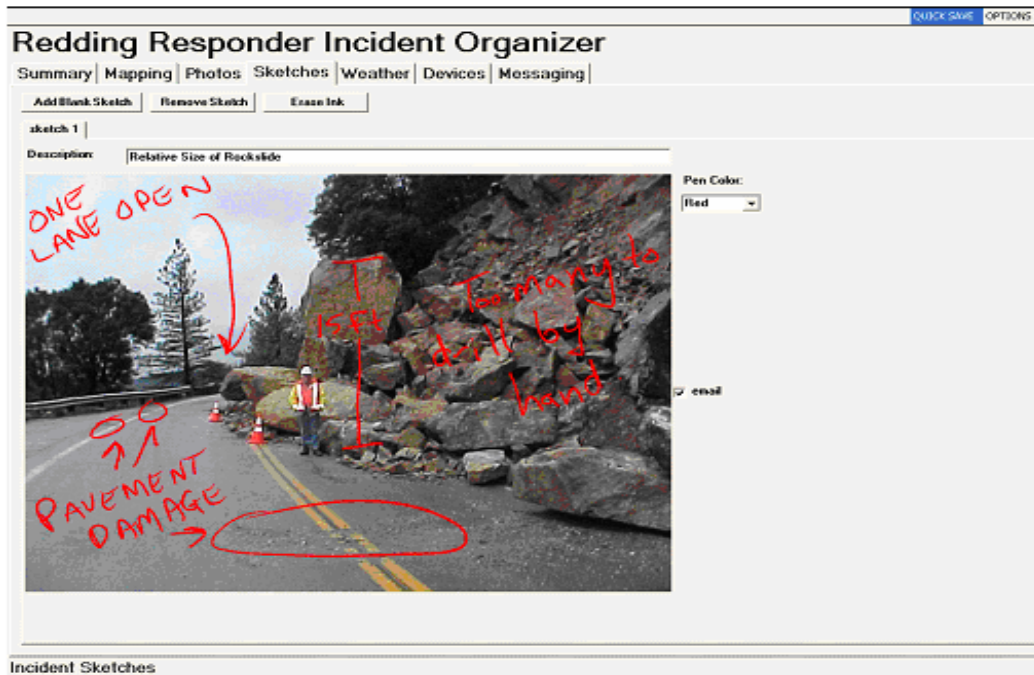 QUICK SAVE OPTIONS
Redding Responder Incident Organizer
Summary Mapping Photos Sketches Weather Devices Messaging
Add Blank Sketch Remove Sketch Erase Ink
sketch 1
Description: Relative Size of Rockslide
Pen Color:
Red
ONE
LANE OPEN
15Ft
Too many to
drill by
hand
email
PAVEMENT
DAMAGE
Incident Sketches